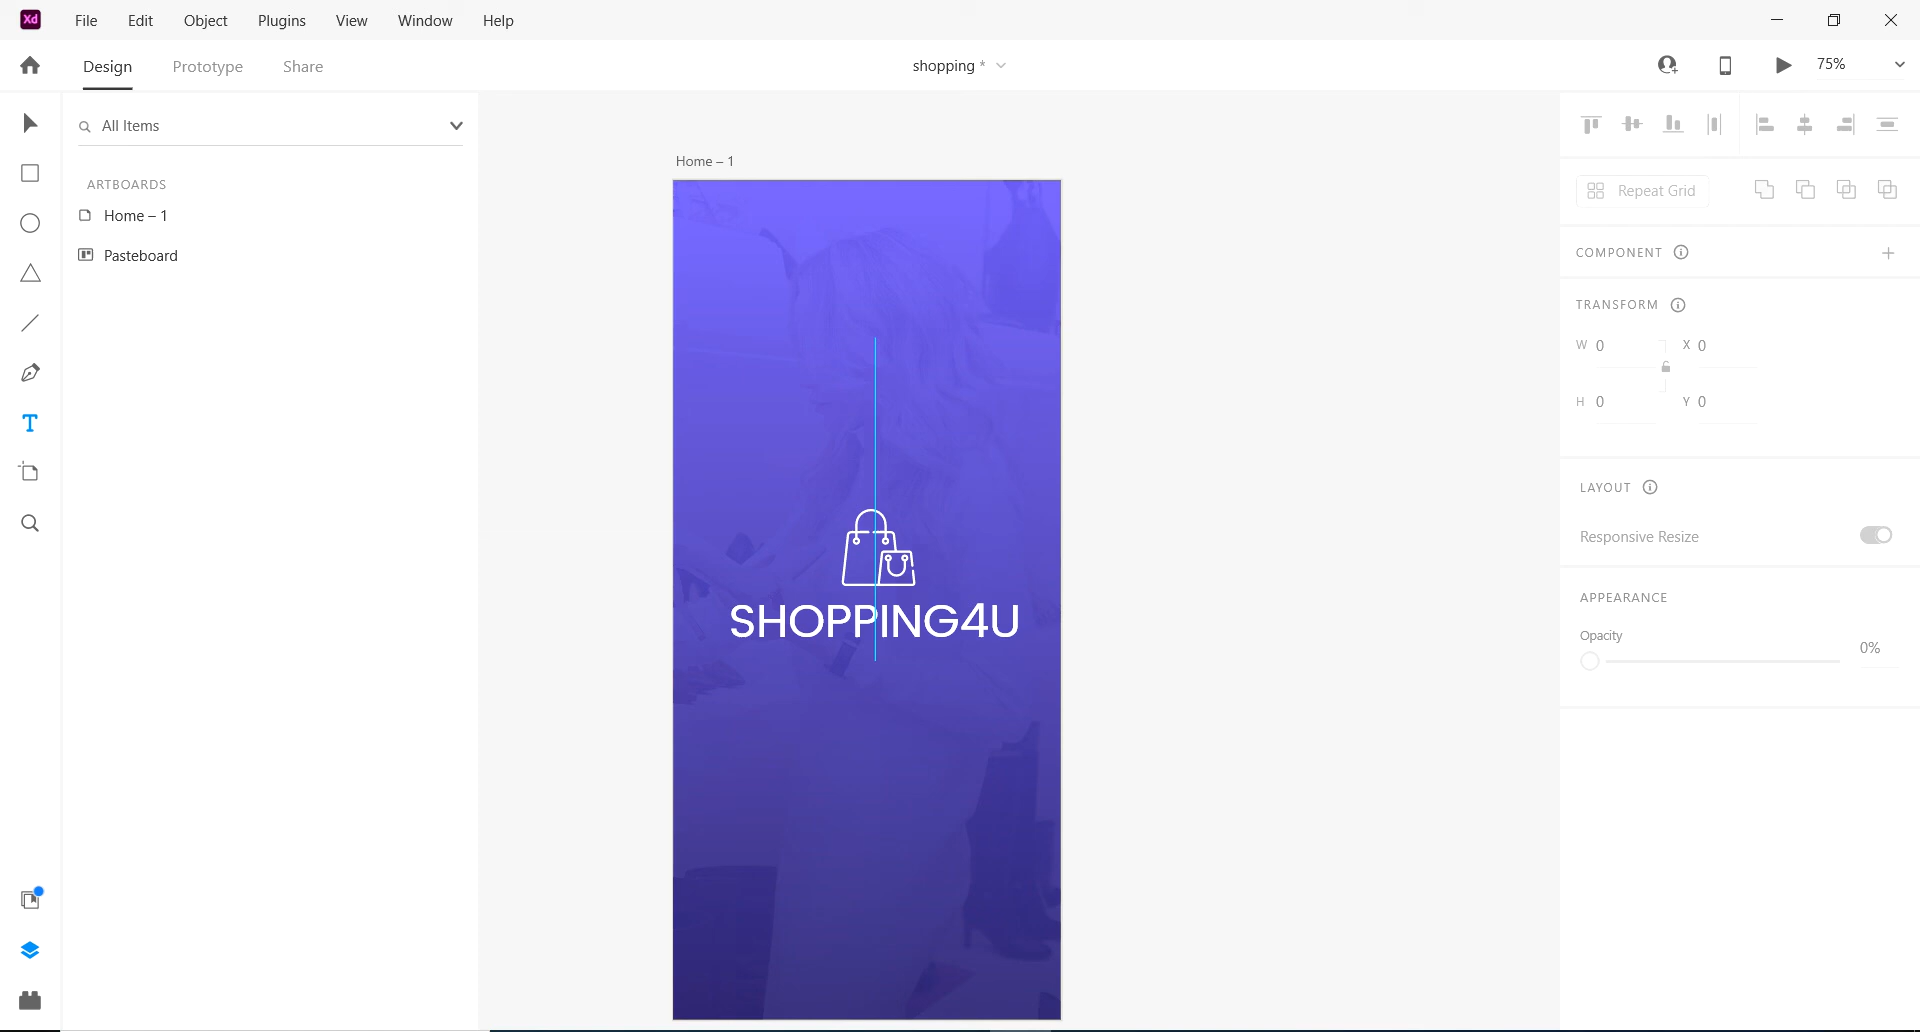 Xd File Edit Object Plugins View Window Help
Design Prototype Share shopping * 75%
All Items
ARTBOARDS
Home – 1
Pasteboard
Home – 1
SHOPPING4U
Repeat Grid
COMPONENT
TRANSFORM
W 0 X 0
H 0 Y 0
LAYOUT
Responsive Resize
APPEARANCE
Opacity
0%